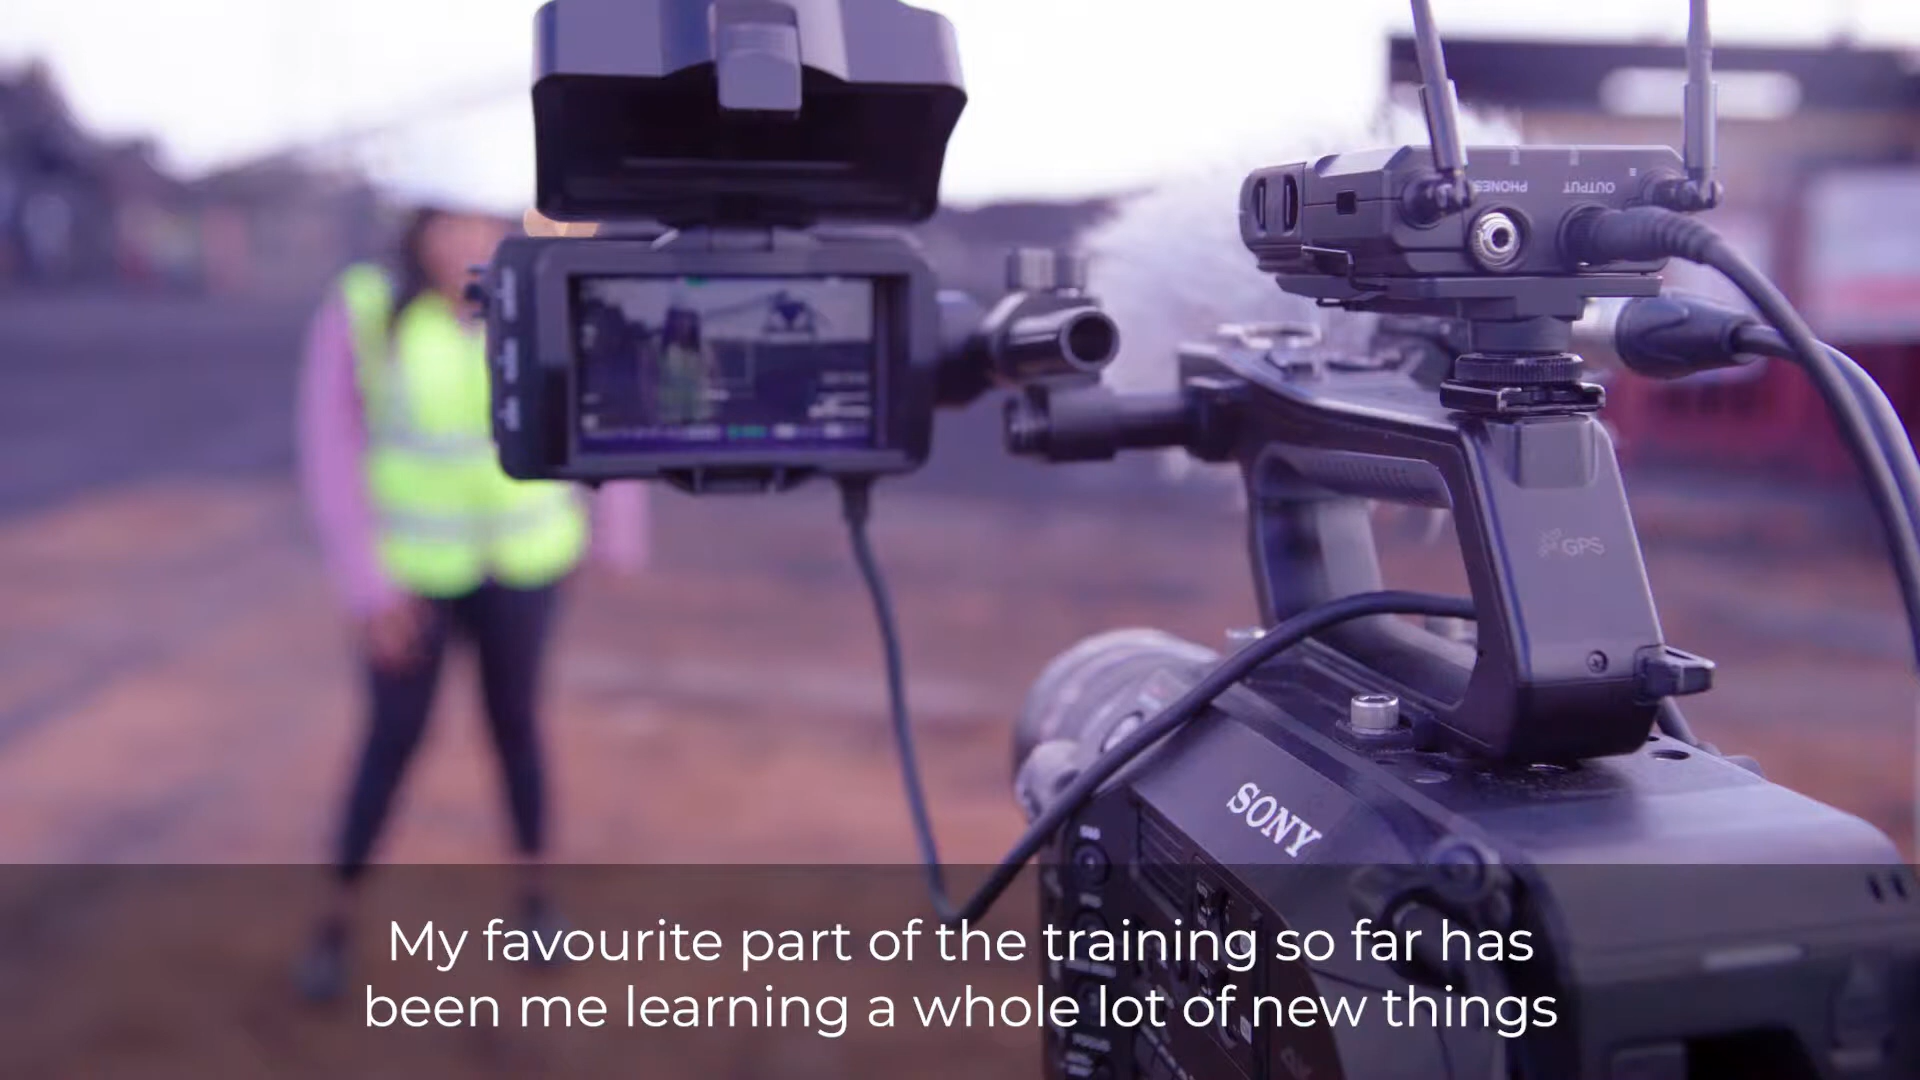 PHONES
OUTPUT
GPS
SONY
My favourite part of the training so far has
been me learning a whole lot of new things